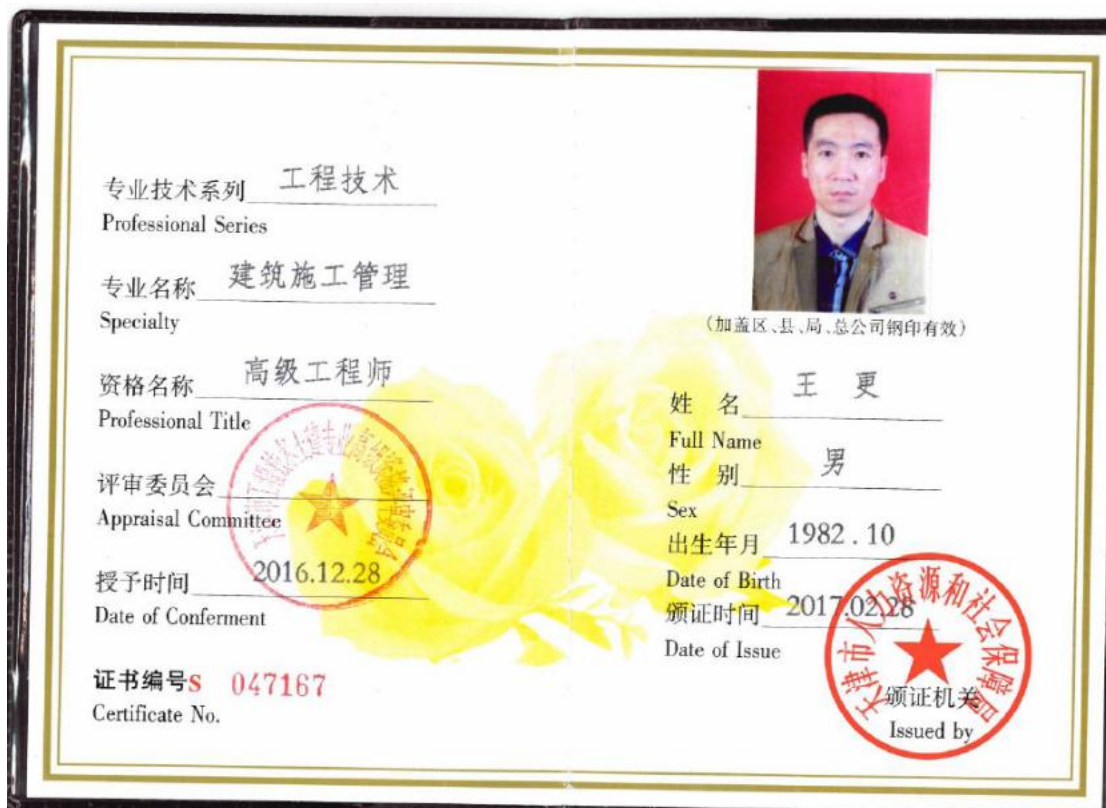 专业技术系列 工程技术
Professional Series
专业名称 建筑施工管理
Specialty
资格名称 高级工程师
Professional Title
评审委员会
Appraisal Committee
授予时间 2016.12.28
Date of Conferment
证书编号S 047167
Certificate No.
(加盖区、县、局、总公司钢印有效)
姓 名 王 更
Full Name
性 别 男
Sex
出生年月 1982.10
Date of Birth
颁证时间 2017.02.28
Date of Issue
天津市人力资源和社会保障局
颁证机关
Issued by